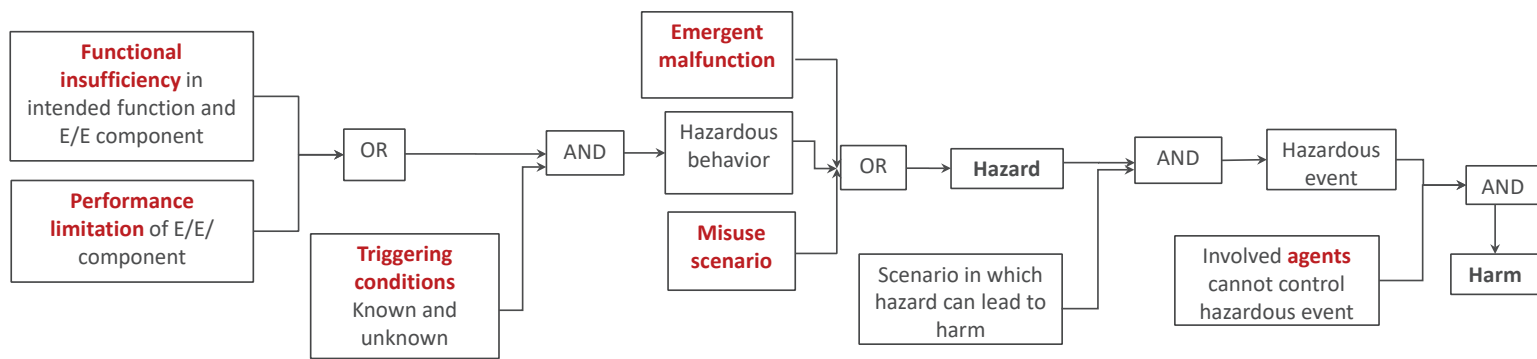 Functional
insufficiency in
intended function and
E/E component
Performance
limitation of E/E/
component
OR
Triggering
conditions
Known and
unknown
AND
Emergent
malfunction
Hazardous
behavior
Misuse
scenario
OR
Hazard
Scenario in which
hazard can lead to
harm
AND
Hazardous
event
Involved agents
cannot control
hazardous event
AND
Harm